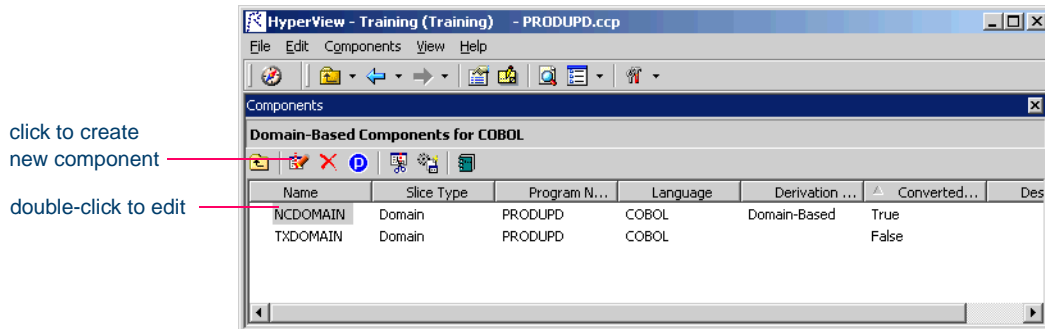 HyperView - Training (Training) - PRODUPD.ccp
File Edit Components View Help
Components
Domain-Based Components for COBOL
click to create
new component
Name Slice Type Program N... Language Derivation ... Converted... Des
double-click to edit
NCDOMAIN Domain PRODUPD COBOL Domain-Based True
TXDOMAIN Domain PRODUPD COBOL False